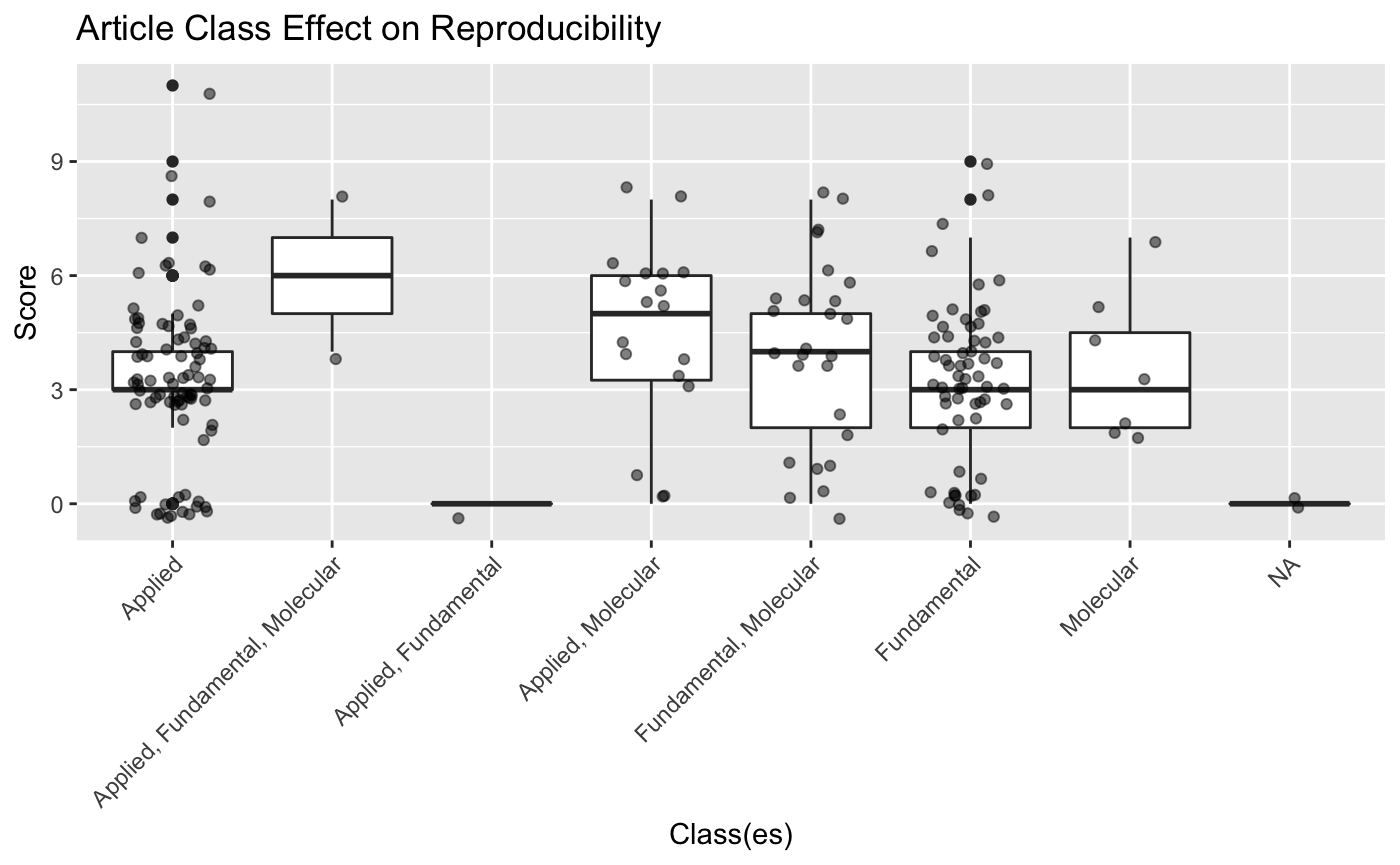 Article Class Effect on Reproducibility
Score
9
6
3
0
Applied
Applied, Fundamental, Molecular
Applied, Fundamental
Applied, Molecular
Fundamental, Molecular
Fundamental
Molecular
NA
Class(es)